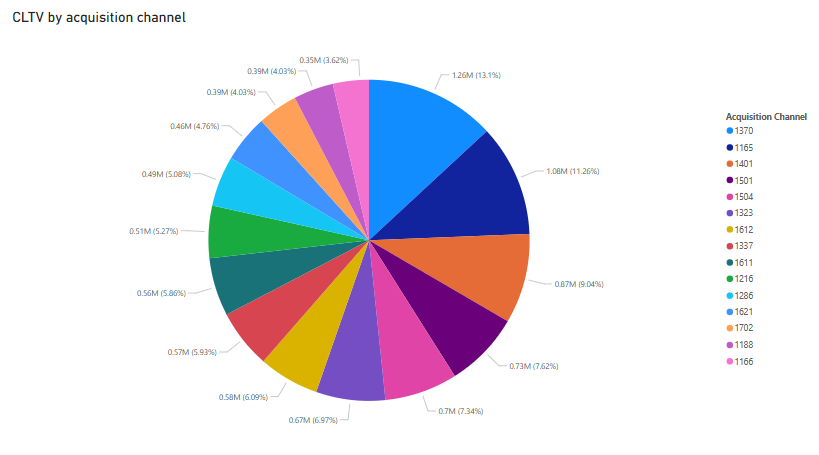 CLTV by acquisition channel
0.35M (3.62%)
0.39M (4.03%)
0.39M (4.03%)
0.46M (4.76%)
0.49M (5.08%)
0.51M (5.27%)
0.56M (5.86%)
0.57M (5.93%)
0.58M (6.09%)
0.67M (6.97%)
0.7M (7.34%)
0.73M (7.62%)
0.87M (9.04%)
1.08M (11.26%)
1.26M (13.1%)
Acquisition Channel
1370
1165
1401
1501
1504
1323
1612
1337
1611
1216
1286
1621
1702
1188
1166